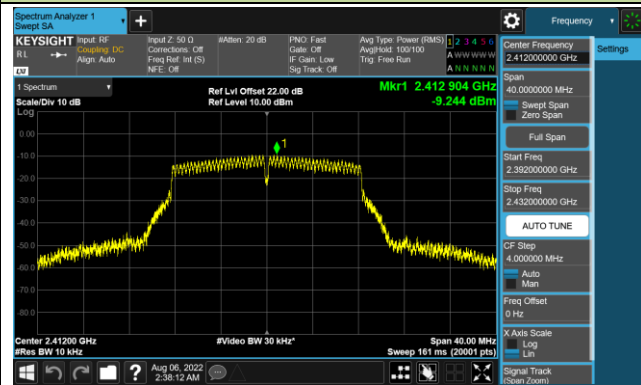 Spectrum Analyzer 1
Swept SA
Frequency
KEYSIGHT
RL
LXI
Input: RF
Coupling: DC
Align: Auto
Input Z: 50 Ω
Corrections: Off
Freq Ref: Int (S)
NFE: Off
#Atten: 20 dB
PNO: Fast
Gate: Off
IF Gain: Low
Sig Track: Off
Avg Type: Power (RMS)
Avg|Hold: 100/100
Trig: Free Run
1 2 3 4 5 6
A W W W W W
A N N N N N
1 Spectrum
Scale/Div 10 dB
Log
Ref Lvl Offset 22.00 dB
Ref Level 10.00 dBm
Mkr1 2.412 904 GHz
-9.244 dBm
1
0.00
-10.0
-20.0
-30.0
-40.0
-50.0
-60.0
-70.0
-80.0
Center 2.41200 GHz
#Res BW 10 kHz
#Video BW 30 kHz*
Span 40.00 MHz
Sweep 161 ms (20001 pts)
Aug 06, 2022
2:38:12 AM
Center Frequency
2.412000000 GHz
Span
40.0000000 MHz
Swept Span
Zero Span
Full Span
Start Freq
2.392000000 GHz
Stop Freq
2.432000000 GHz
AUTO TUNE
CF Step
4.000000 MHz
Auto
Man
Freq Offset
0 Hz
X Axis Scale
Log
Lin
Signal Track
(Span Zoom)
Settings